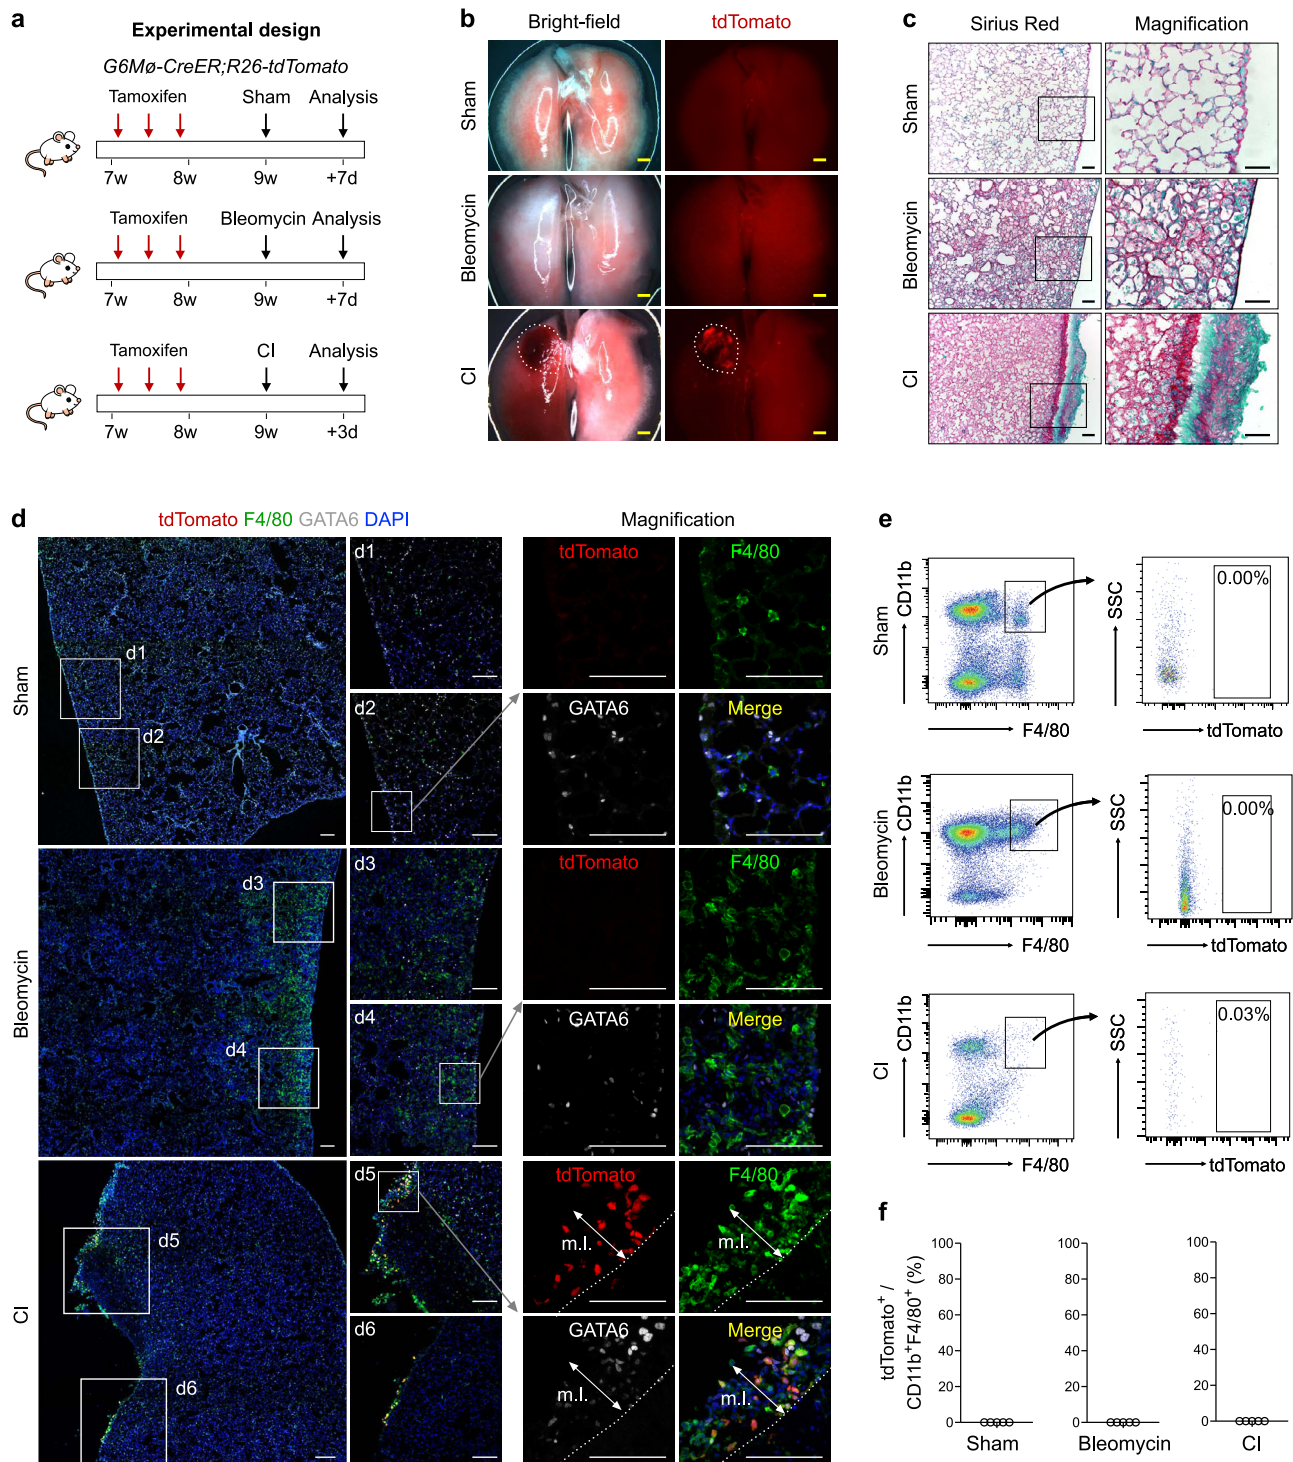 a
Experimental design
G6Mø-CreER;R26-tdTomato
Tamoxifen Sham Analysis
7w 8w 9w +7d
Tamoxifen Bleomycin Analysis
7w 8w 9w +7d
Tamoxifen CI Analysis
7w 8w 9w +3d
b
Bright-field tdTomato
Sham
Bleomycin
CI
c
Sirius Red Magnification
Sham
Bleomycin
CI
d
tdTomato F4/80 GATA6 DAPI Magnification
Sham
d1
d2
d1
d2
tdTomato F4/80
GATA6 Merge
Bleomycin
d3
d4
d3
d4
tdTomato F4/80
GATA6 Merge
CI
d5
d6
d5
d6
tdTomato F4/80
m.l. m.l.
GATA6 Merge
m.l. m.l.
e
Sham
CD11b
F4/80
SSC
0.00%
tdTomato
Bleomycin
CD11b
F4/80
SSC
0.00%
tdTomato
CI
CD11b
F4/80
SSC
0.03%
tdTomato
f
tdTomato⁺ /
CD11b⁺F4/80⁺ (%)
100 100 100
80 80 80
60 60 60
40 40 40
20 20 20
0 0 0
Sham Bleomycin CI